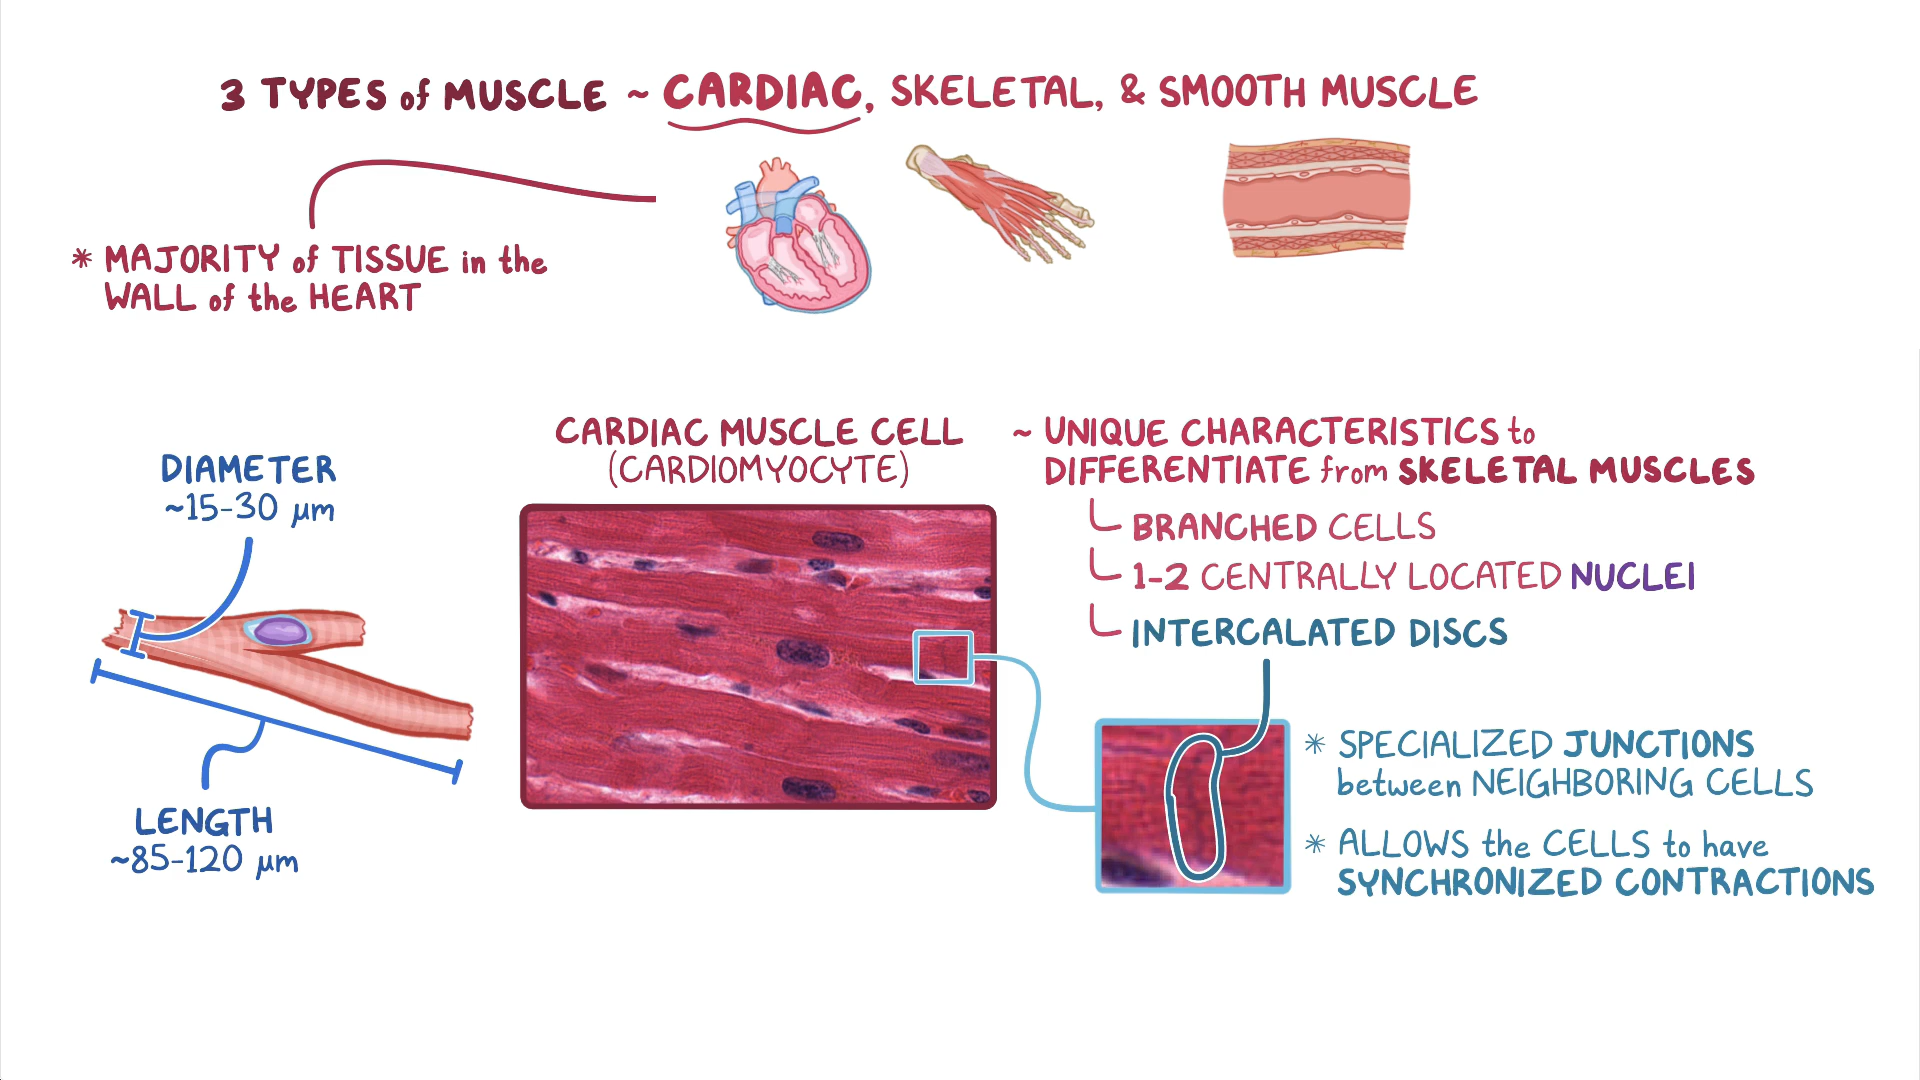 3 TYPES of MUSCLE ~ CARDIAC, SKELETAL, & SMOOTH MUSCLE
* MAJORITY of TISSUE in the
WALL of the HEART
DIAMETER
~15-30 μm
LENGTH
~85-120 μm
CARDIAC MUSCLE CELL
(CARDIOMYOCYTE)
~ UNIQUE CHARACTERISTICS to
DIFFERENTIATE from SKELETAL MUSCLES
BRANCHED CELLS
1-2 CENTRALLY LOCATED NUCLEI
INTERCALATED DISCS
* SPECIALIZED JUNCTIONS
between NEIGHBORING CELLS
* ALLOWS the CELLS to have
SYNCHRONIZED CONTRACTIONS